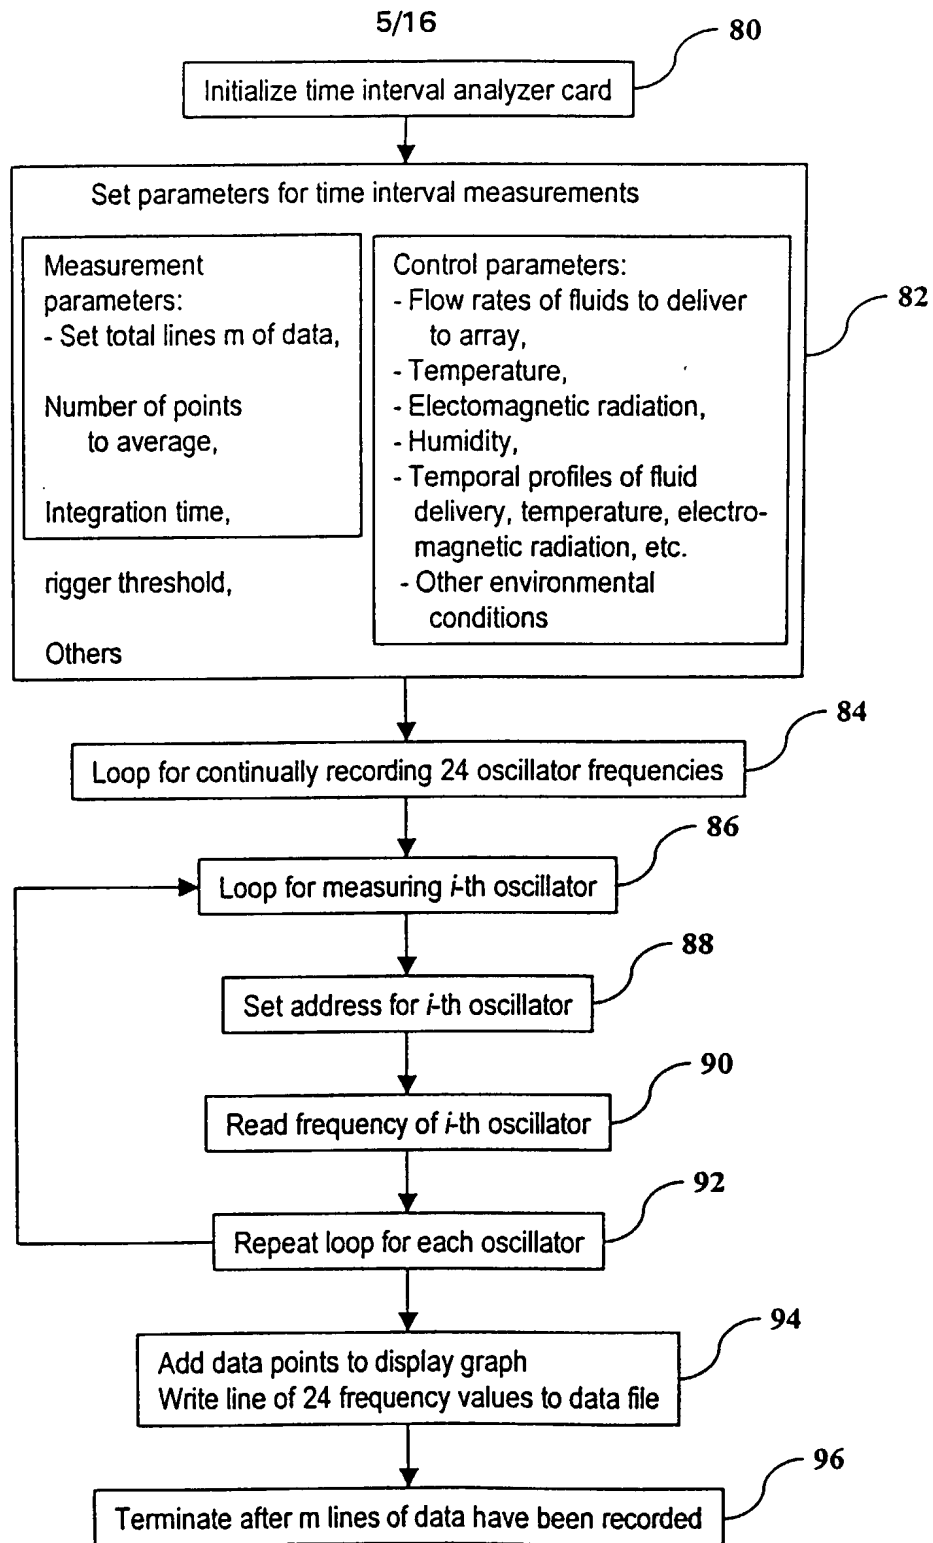 5/16
80
Initialize time interval analyzer card
Set parameters for time interval measurements
82
Measurement
parameters:
- Set total lines m of data,
Number of points
to average,
Integration time,
rigger threshold,
Others
Control parameters:
- Flow rates of fluids to deliver
to array,
- Temperature,
- Electomagnetic radiation,
- Humidity,
- Temporal profiles of fluid
delivery, temperature, electro-
magnetic radiation, etc.
- Other environmental
conditions
84
Loop for continually recording 24 oscillator frequencies
86
Loop for measuring i-th oscillator
88
Set address for i-th oscillator
90
Read frequency of i-th oscillator
92
Repeat loop for each oscillator
94
Add data points to display graph
Write line of 24 frequency values to data file
96
Terminate after m lines of data have been recorded